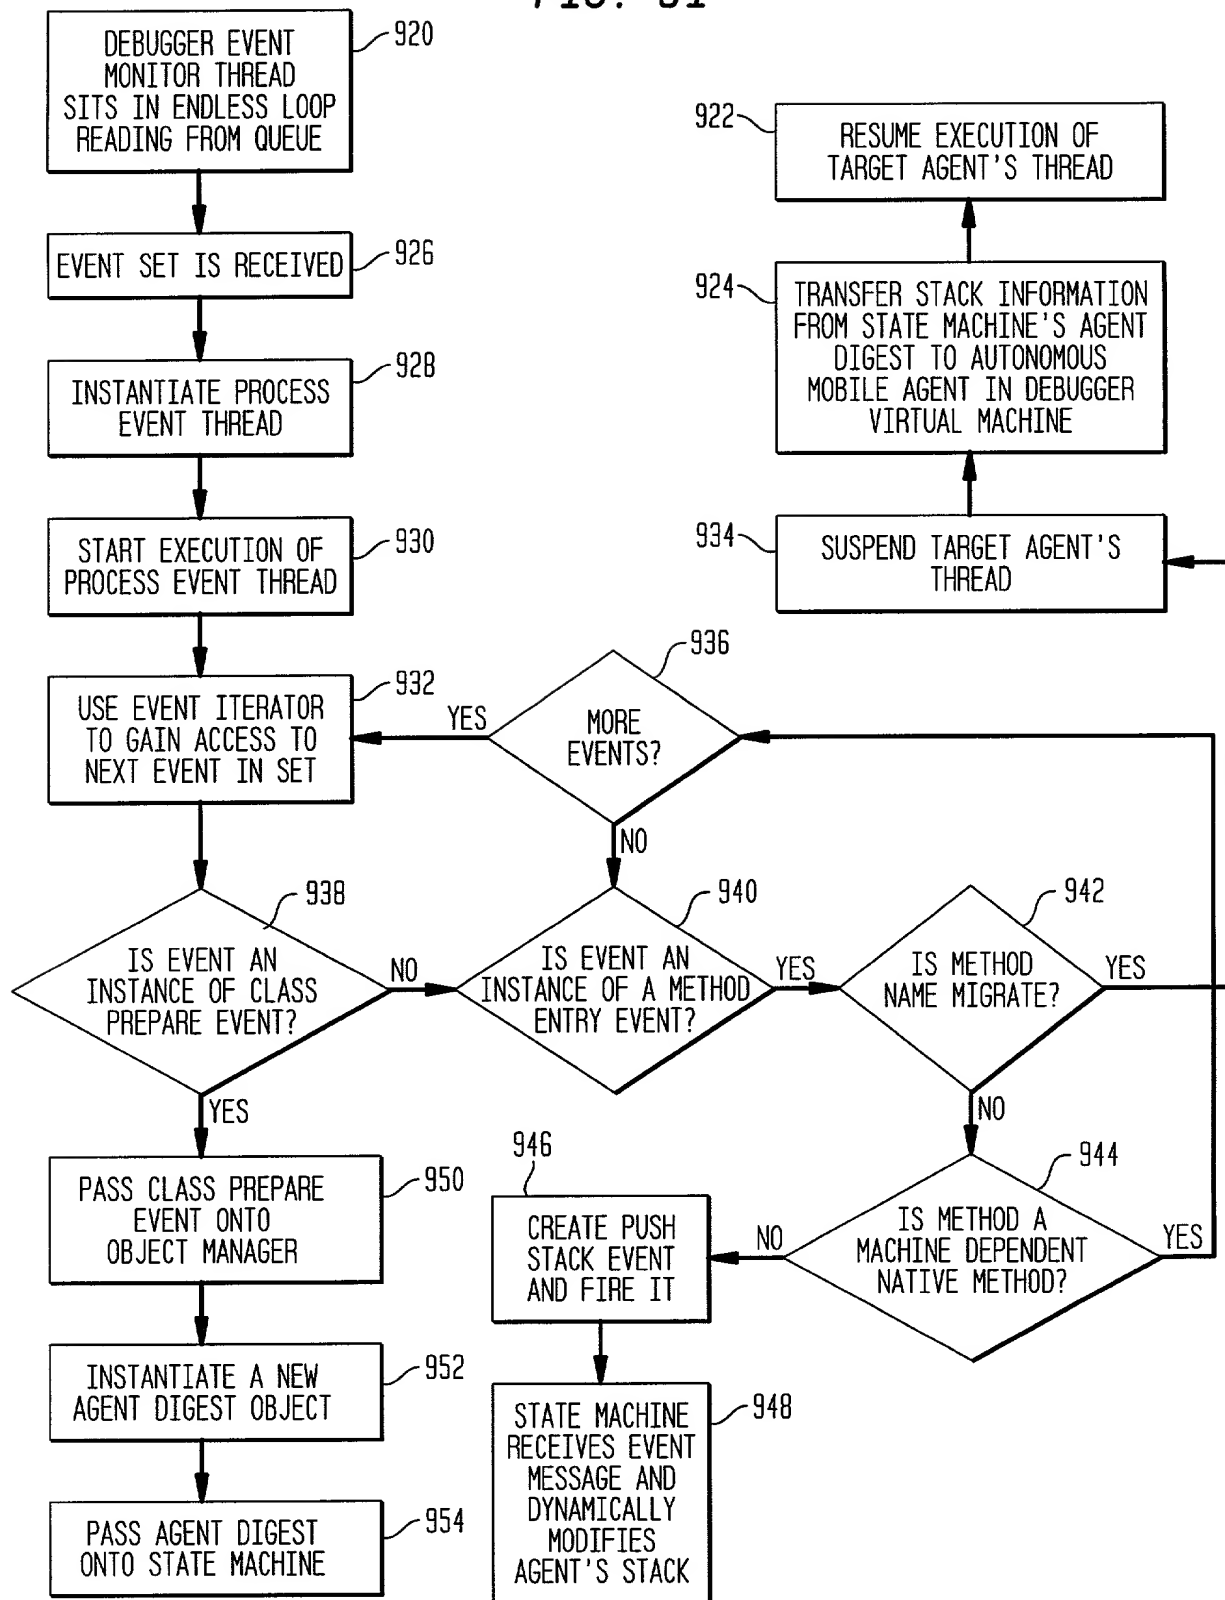 FIG. 31
DEBUGGER EVENT
MONITOR THREAD
SITS IN ENDLESS LOOP
READING FROM QUEUE
920
EVENT SET IS RECEIVED
926
INSTANTIATE PROCESS
EVENT THREAD
928
START EXECUTION OF
PROCESS EVENT THREAD
930
USE EVENT ITERATOR
TO GAIN ACCESS TO
NEXT EVENT IN SET
932
922
RESUME EXECUTION OF
TARGET AGENT'S THREAD
924
TRANSFER STACK INFORMATION
FROM STATE MACHINE'S AGENT
DIGEST TO AUTONOMOUS
MOBILE AGENT IN DEBUGGER
VIRTUAL MACHINE
934
SUSPEND TARGET AGENT'S
THREAD
936
YES
MORE
EVENTS?
NO
938
IS EVENT AN
INSTANCE OF CLASS
PREPARE EVENT?
NO
YES
940
IS EVENT AN
INSTANCE OF A METHOD
ENTRY EVENT?
YES
942
IS METHOD
NAME MIGRATE?
YES
NO
944
IS METHOD A
MACHINE DEPENDENT
NATIVE METHOD?
YES
NO
946
CREATE PUSH
STACK EVENT
AND FIRE IT
948
STATE MACHINE
RECEIVES EVENT
MESSAGE AND
DYNAMICALLY
MODIFIES
AGENT'S STACK
PASS CLASS PREPARE
EVENT ONTO
OBJECT MANAGER
950
INSTANTIATE A NEW
AGENT DIGEST OBJECT
952
PASS AGENT DIGEST
ONTO STATE MACHINE
954